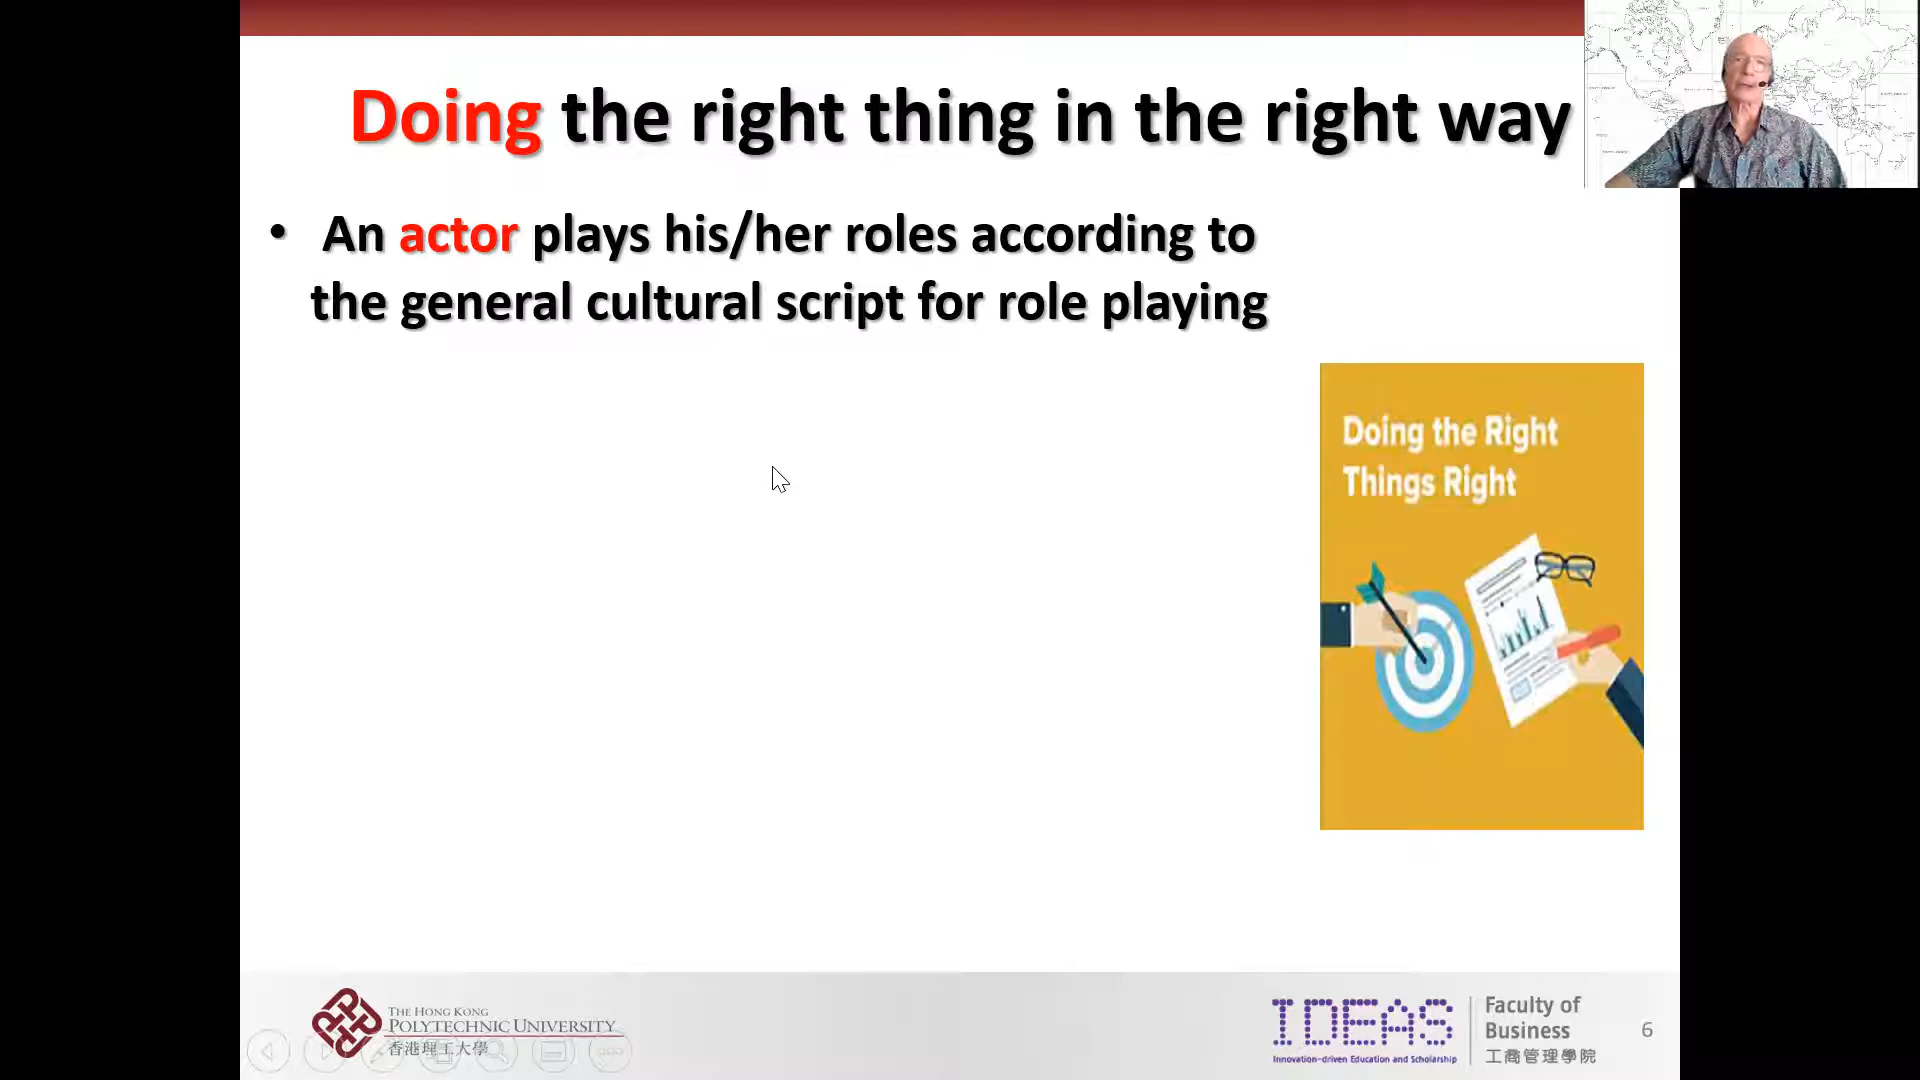 Doing the right thing in the right way
• An actor plays his/her roles according to
the general cultural script for role playing
Doing the Right
Things Right
THE HONG KONG
POLYTECHNIC UNIVERSITY
香港理工大學
IDEAS
Innovation-driven Education and Scholarship
Faculty of
Business
工商管理學院
6